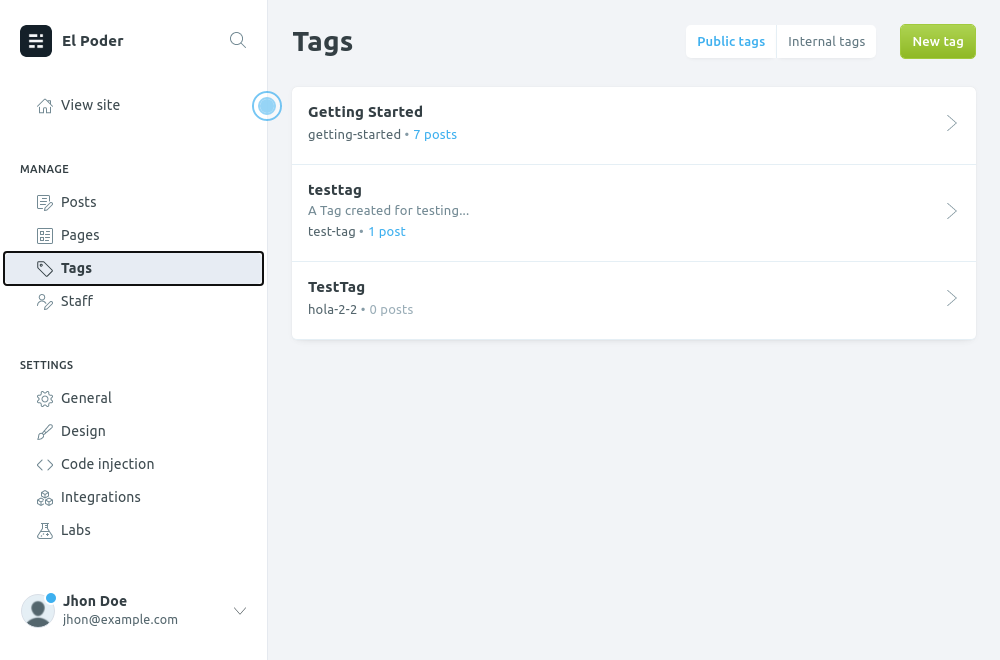 El Poder
View site
MANAGE
Posts
Pages
Tags
Staff
SETTINGS
General
Design
Code injection
Integrations
Labs
Jhon Doe
jhon@example.com
Tags
Public tags
Internal tags
New tag
Getting Started
getting-started • 7 posts
testtag
A Tag created for testing...
test-tag • 1 post
TestTag
hola-2-2 • 0 posts